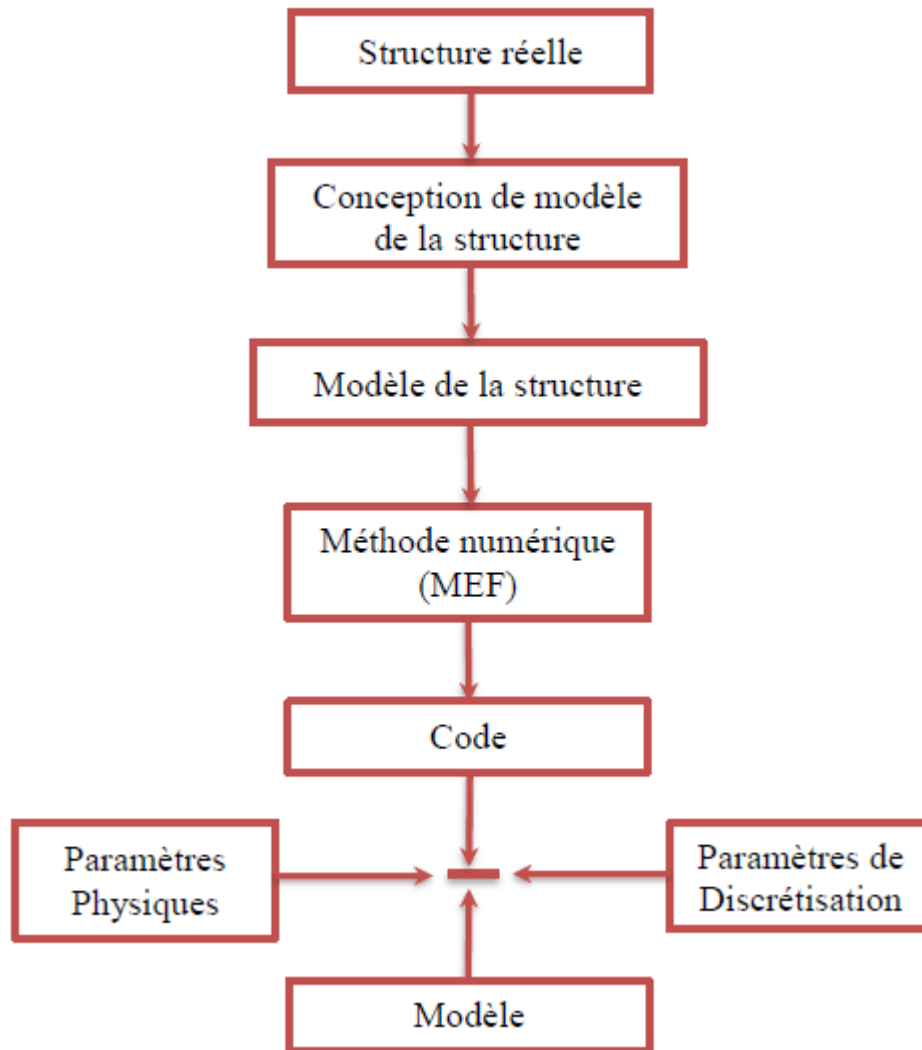 Structure réelle
Conception de modèle
de la structure
Modèle de la structure
Méthode numérique
(MEF)
Code
Paramètres
Physiques
Paramètres de
Discrétisation
Modèle